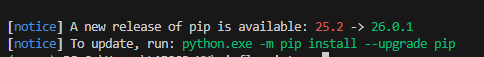 [notice] A new release of pip is available: 25.2 -> 26.0.1
[notice] To update, run: python.exe -m pip install --upgrade pip